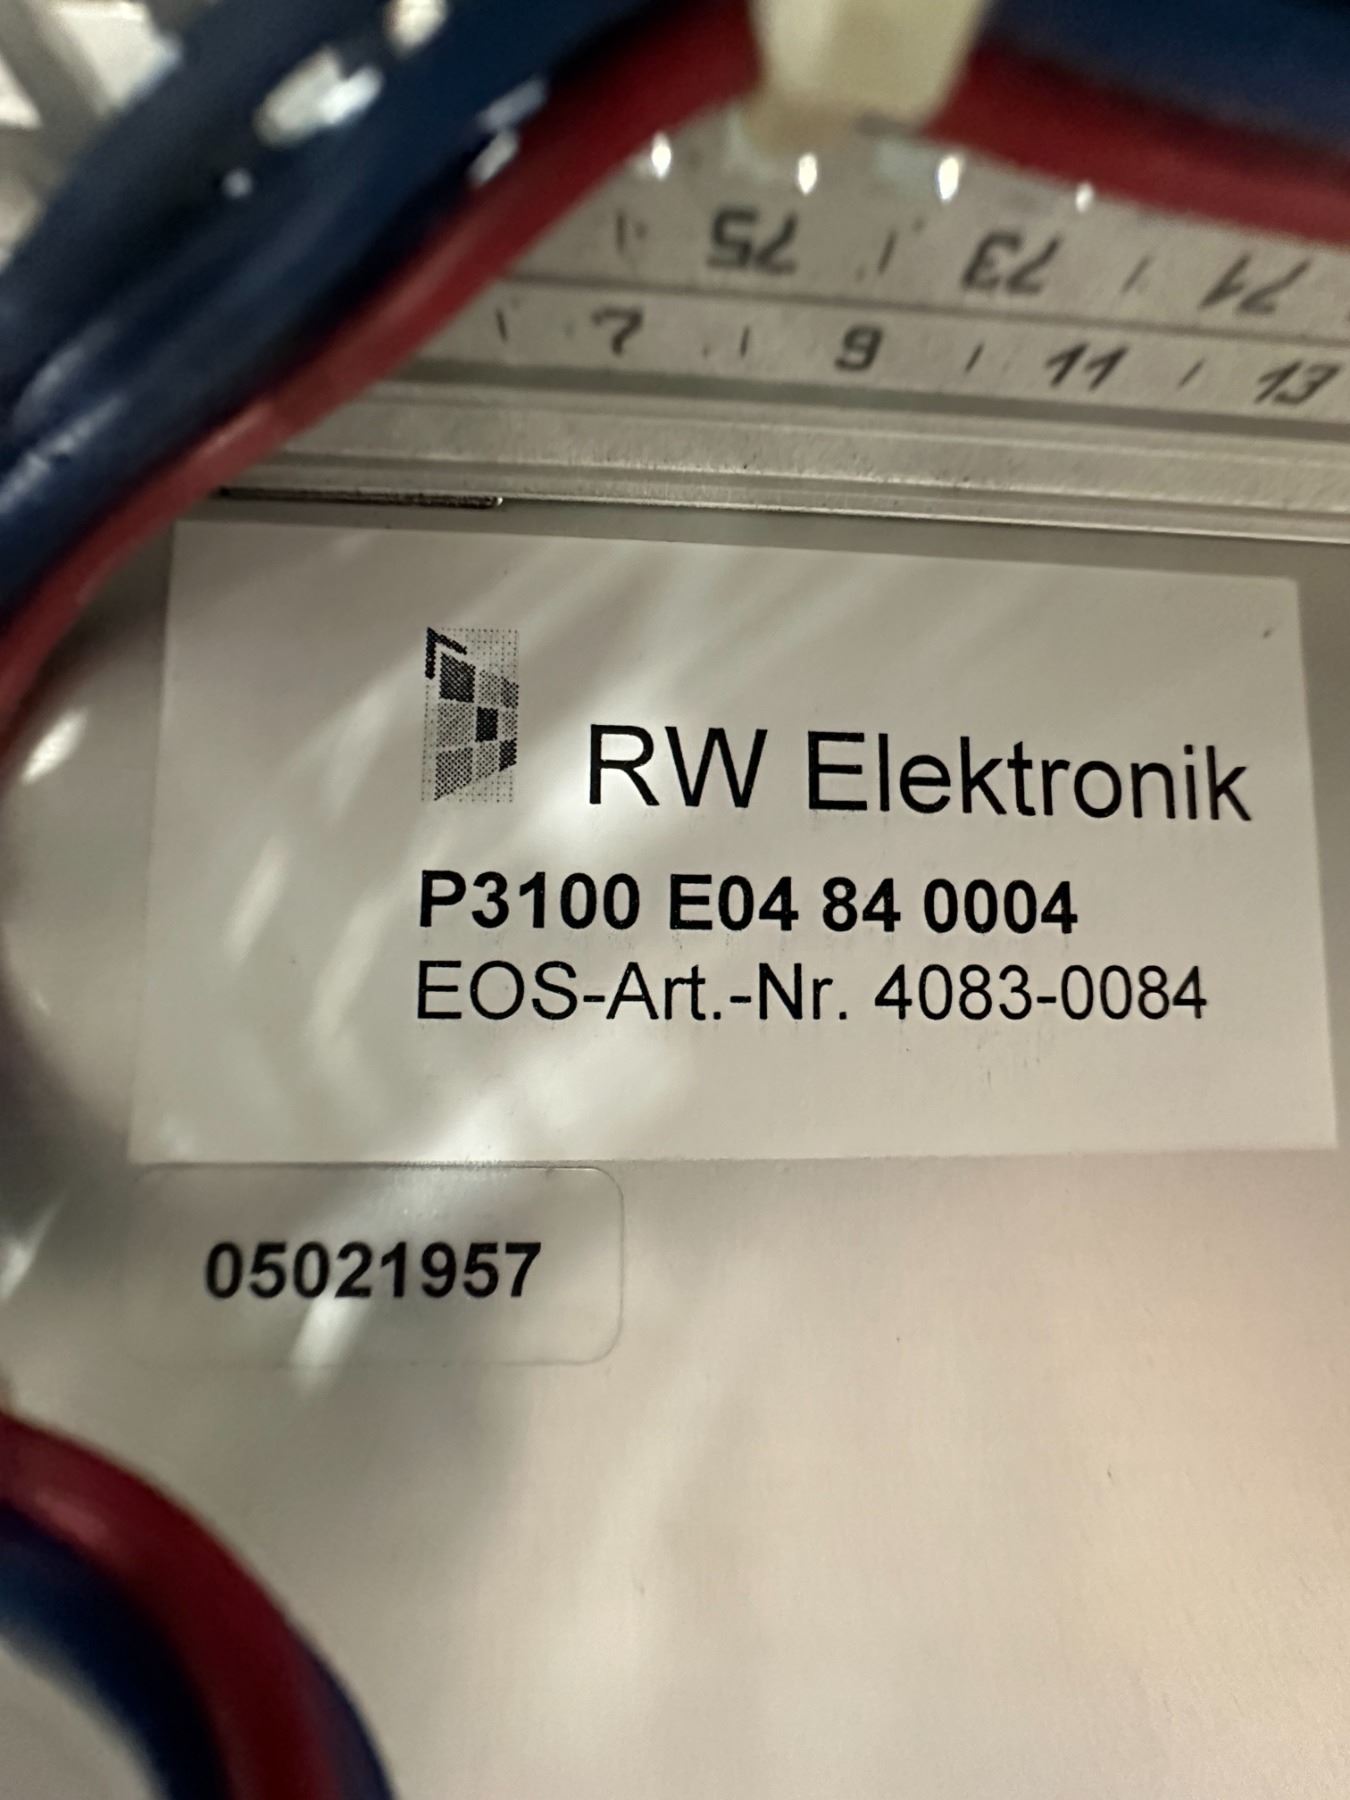 75 73 71
7 9 11 13
RW Elektronik
P3100 E04 84 0004
EOS-Art.-Nr. 4083-0084
05021957